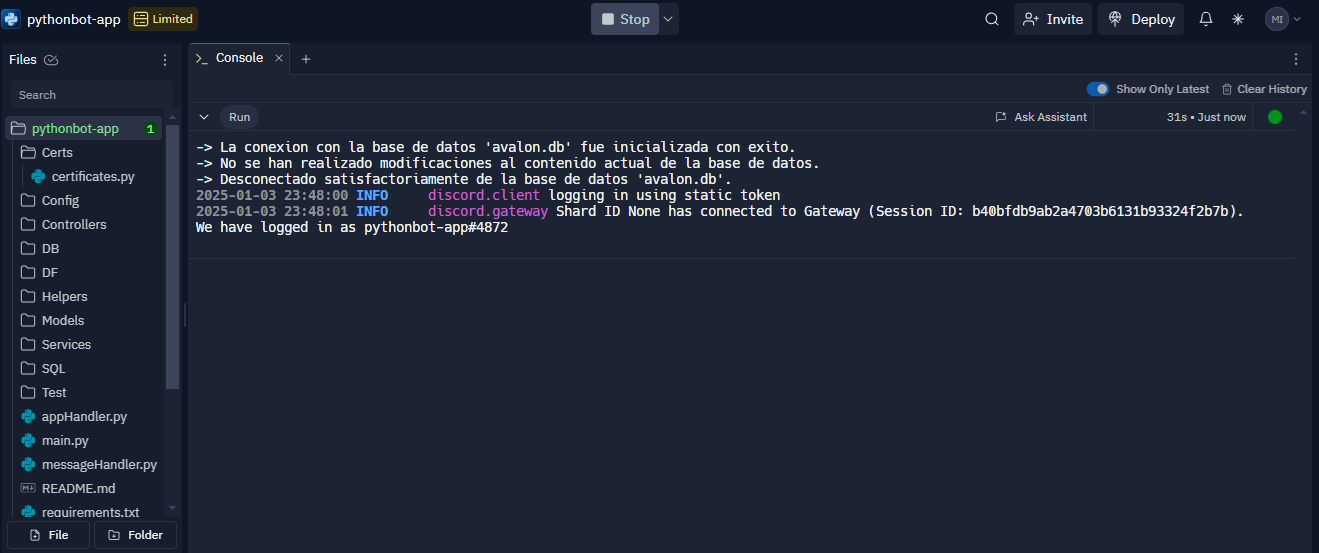 pythonbot-app Limited Stop Invite Deploy MI
Files
Search
pythonbot-app 1
Certs
certificates.py
Config
Controllers
DB
DF
Helpers
Models
Services
SQL
Test
appHandler.py
main.py
messageHandler.py
README.md
requirements.txt
File Folder
>_ Console × +
Show Only Latest Clear History
Run Ask Assistant 31s • Just now
-> La conexion con la base de datos 'avalon.db' fue inicializada con exito.
-> No se han realizado modificaciones al contenido actual de la base de datos.
-> Desconectado satisfactoriamente de la base de datos 'avalon.db'.
2025-01-03 23:48:00 INFO discord.client logging in using static token
2025-01-03 23:48:01 INFO discord.gateway Shard ID None has connected to Gateway (Session ID: b40bfdb9ab2a4703b6131b93324f2b7b).
We have logged in as pythonbot-app#4872